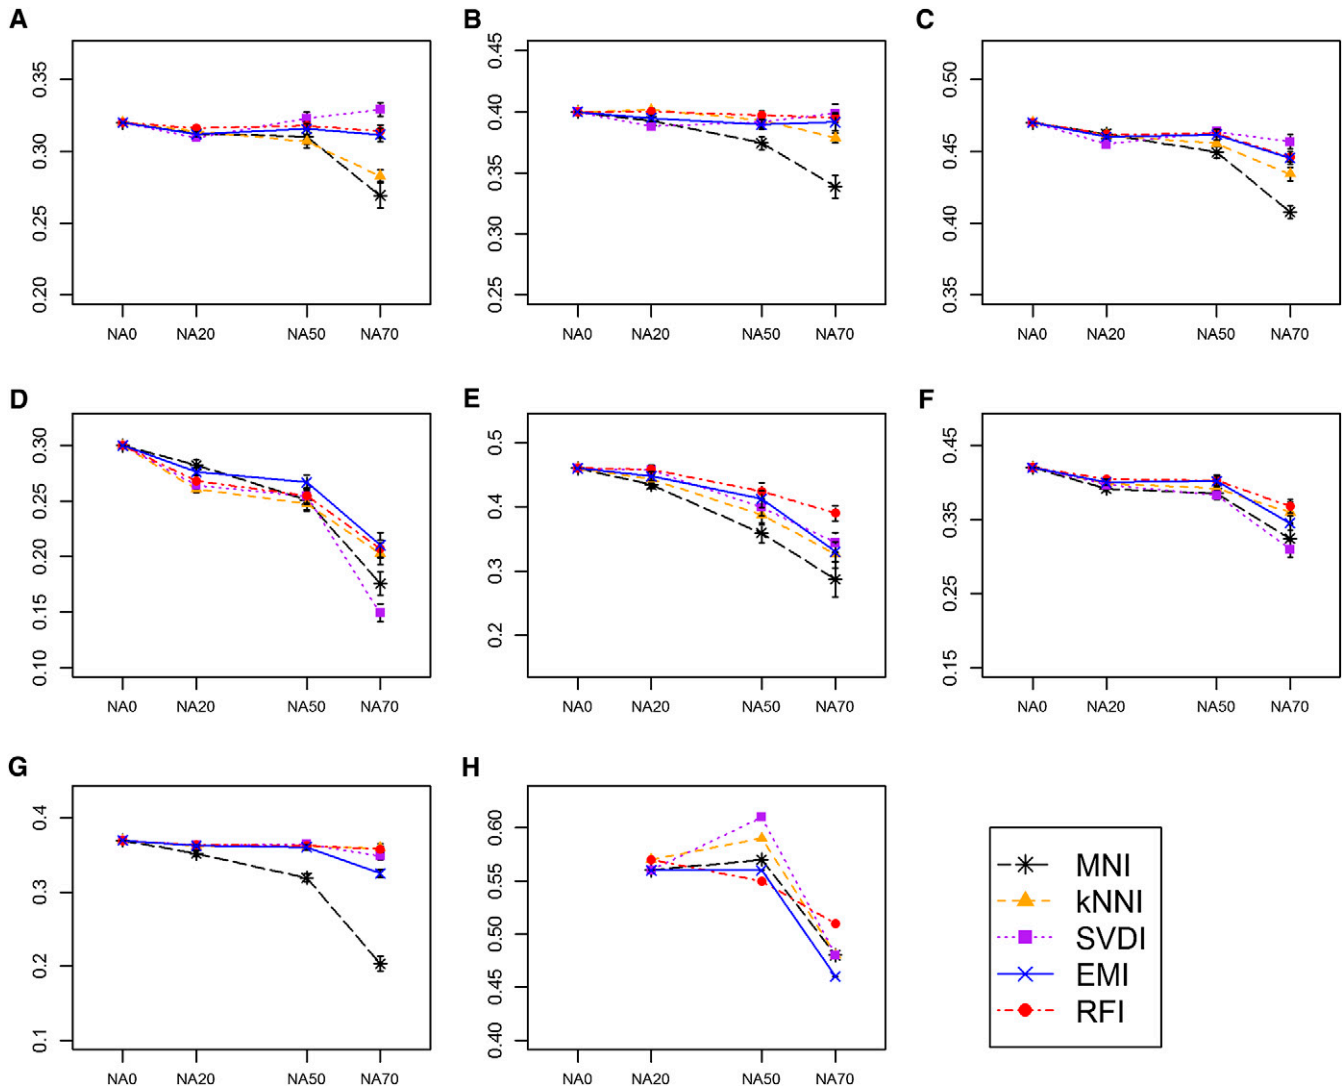 A
0.35
0.30
0.25
0.20
NA0 NA20 NA50 NA70
B
0.45
0.40
0.35
0.30
0.25
NA0 NA20 NA50 NA70
C
0.50
0.45
0.40
0.35
NA0 NA20 NA50 NA70
D
0.30
0.25
0.20
0.15
0.10
NA0 NA20 NA50 NA70
E
0.5
0.4
0.3
0.2
NA0 NA20 NA50 NA70
F
0.45
0.35
0.25
0.15
NA0 NA20 NA50 NA70
G
0.4
0.3
0.2
0.1
NA0 NA20 NA50 NA70
H
0.60
0.55
0.50
0.45
0.40
NA0 NA20 NA50 NA70
MNI
kNNI
SVDI
EMI
RFI